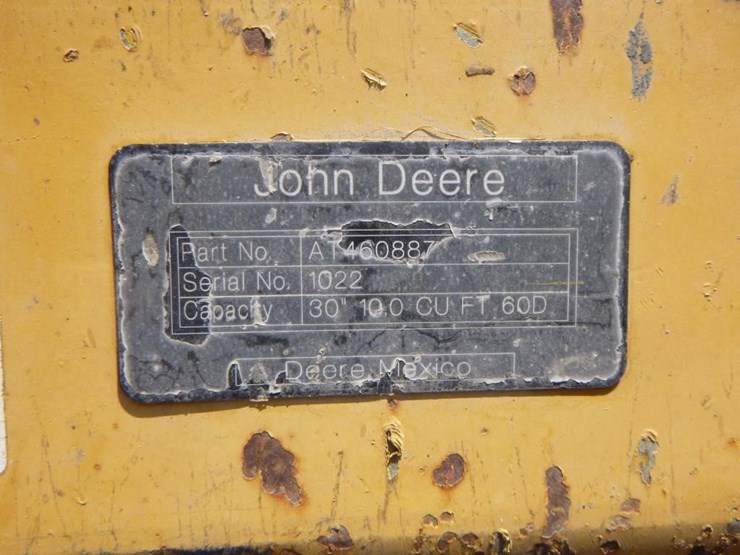 John Deere
Part No. AT460887
Serial No. 1022
Capacity 30" 10.0 CU FT 60D
Deere Mexico